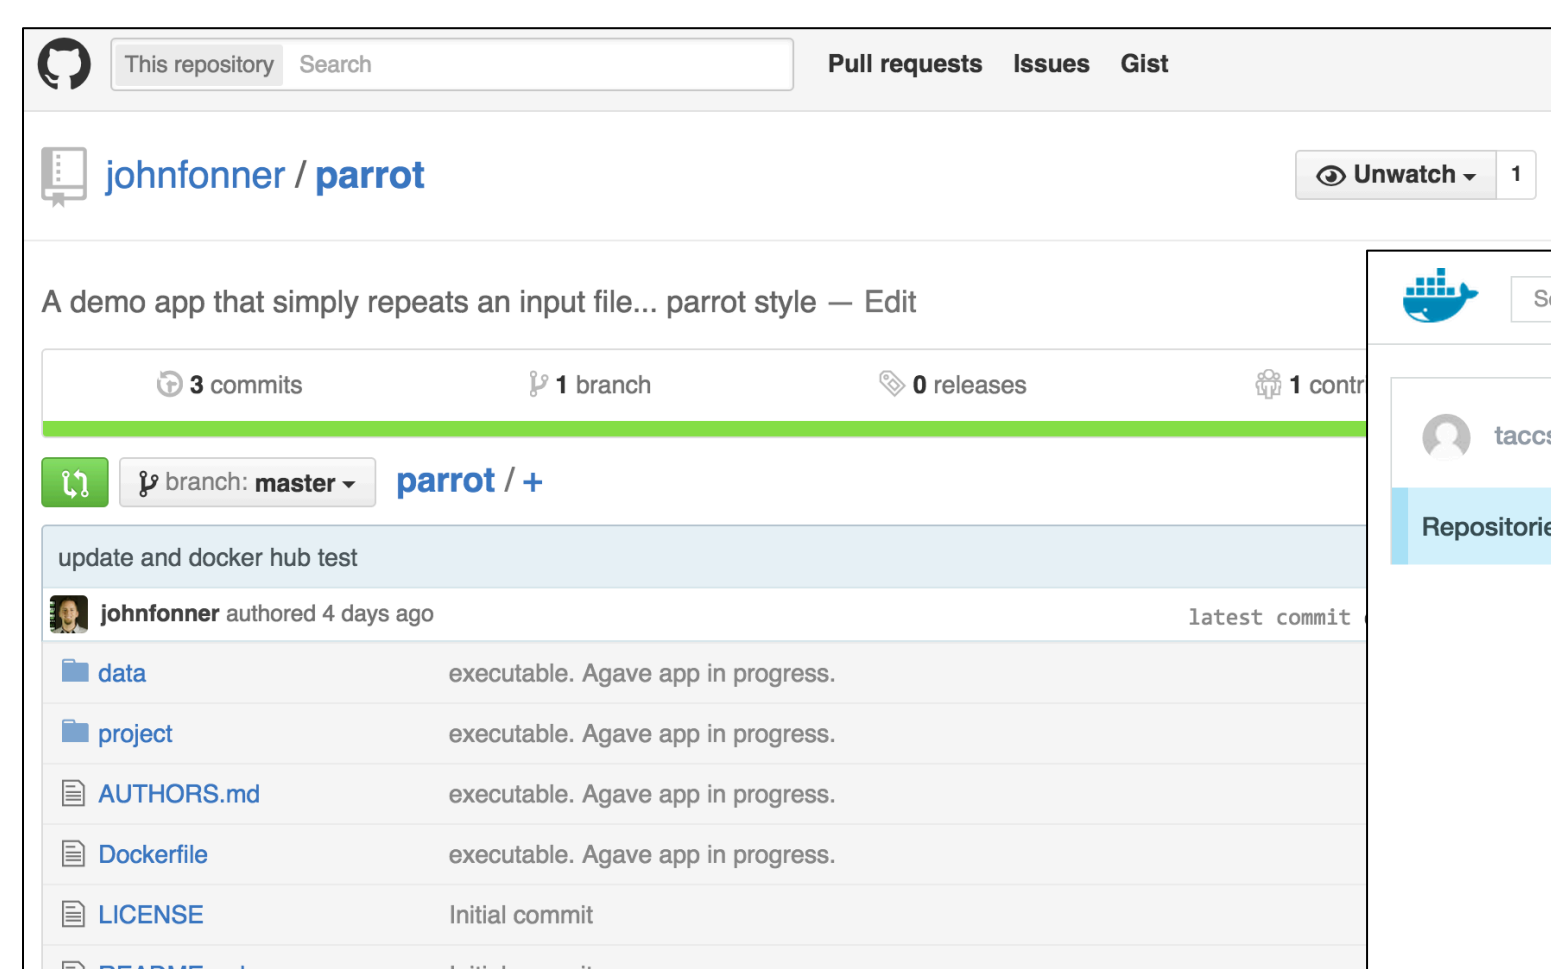 This repository Search Pull requests Issues Gist
johnfonner / parrot Unwatch 1
A demo app that simply repeats an input file... parrot style — Edit
3 commits 1 branch 0 releases 1 contr
branch: master parrot / +
update and docker hub test
johnfonner authored 4 days ago latest commit
data executable. Agave app in progress.
project executable. Agave app in progress.
AUTHORS.md executable. Agave app in progress.
Dockerfile executable. Agave app in progress.
LICENSE Initial commit
taccs
Repositorie